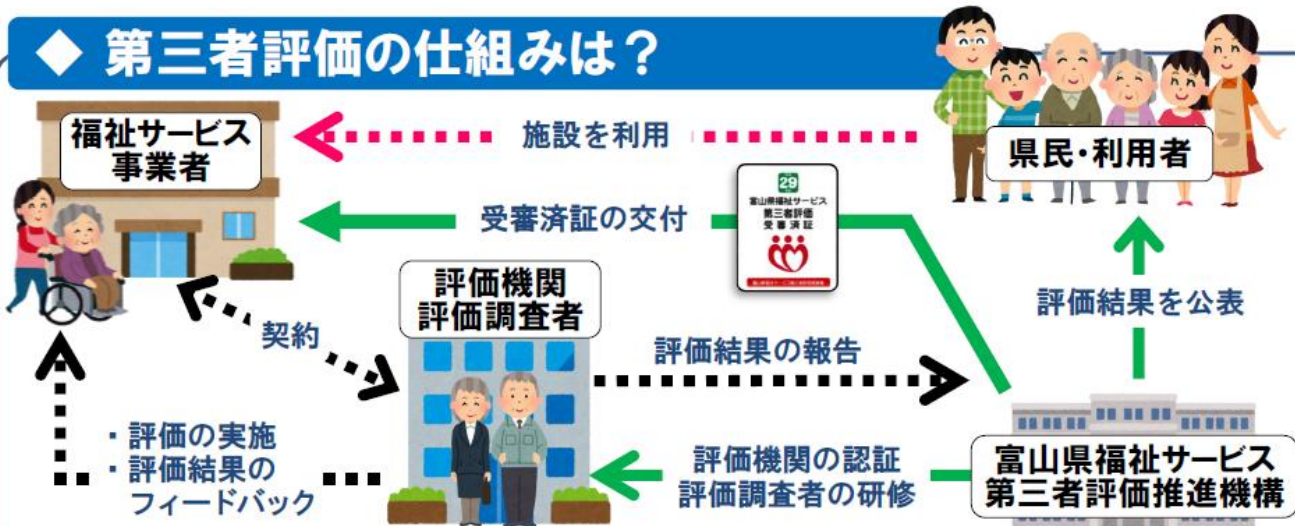 ◆ 第三者評価の仕組みは?
福祉サービス
事業者
施設を利用
県民・利用者
受審済証の交付
29
富山県福祉サービス
第三者評価
受審済証
評価機関
評価調査者
契約
評価結果の報告
評価結果を公表
・評価の実施
・評価結果の
フィードバック
評価機関の認証
評価調査者の研修
富山県福祉サービス
第三者評価推進機構